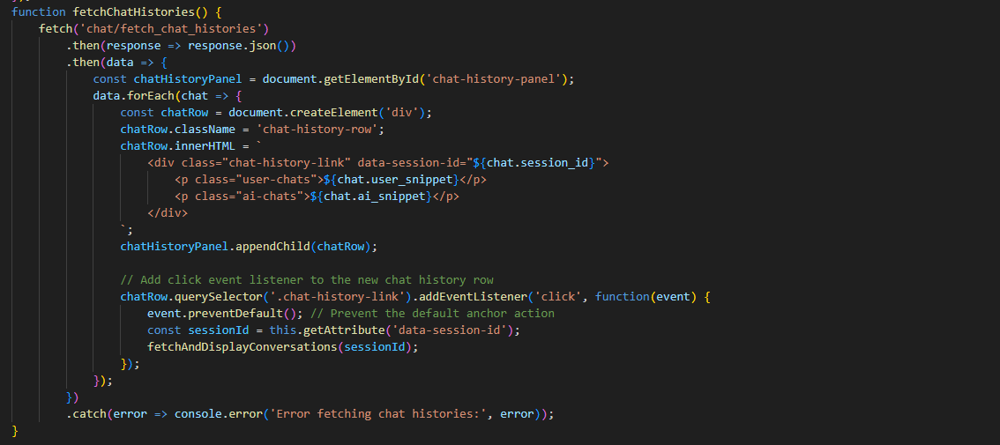 function fetchChatHistories() {
    fetch('chat/fetch_chat_histories')
        .then(response => response.json())
        .then(data => {
            const chatHistoryPanel = document.getElementById('chat-history-panel');
            data.forEach(chat => {
                const chatRow = document.createElement('div');
                chatRow.className = 'chat-history-row';
                chatRow.innerHTML = `
                    <div class="chat-history-link" data-session-id="${chat.session_id}">
                        <p class="user-chats">${chat.user_snippet}</p>
                        <p class="ai-chats">${chat.ai_snippet}</p>
                    </div>
                `;
                chatHistoryPanel.appendChild(chatRow);

                // Add click event listener to the new chat history row
                chatRow.querySelector('.chat-history-link').addEventListener('click', function(event) {
                    event.preventDefault(); // Prevent the default anchor action
                    const sessionId = this.getAttribute('data-session-id');
                    fetchAndDisplayConversations(sessionId);
                });
            });
        })
        .catch(error => console.error('Error fetching chat histories:', error));
}